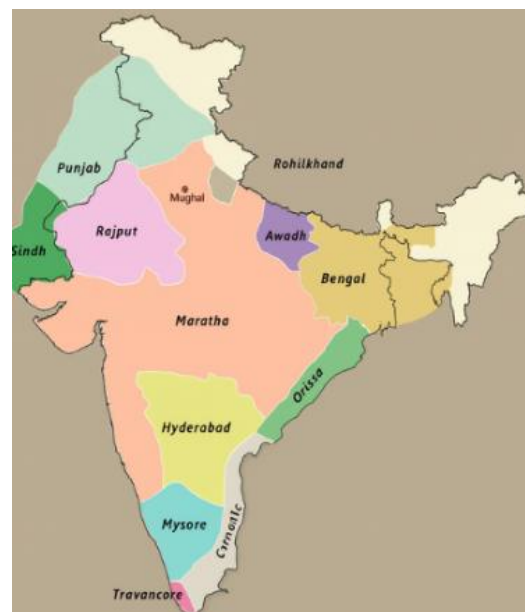 Rohilkhand
Punjab
Mughal
Rajput
Awadh
Sindh
Bengal
Maratha
Orissa
Hyderabad
Carnatic
Mysore
Travancore